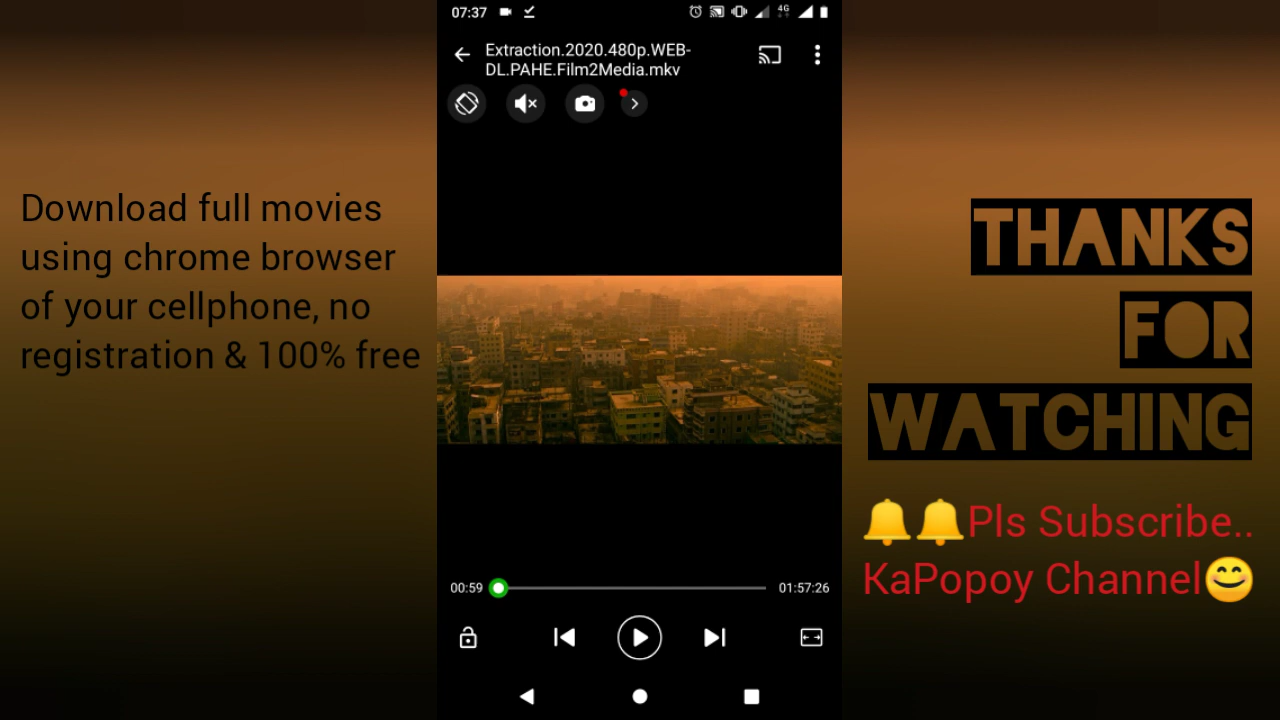 07:37
4G
Extraction.2020.480p.WEB-
DL.PAHE.Film2Media.mkv
Download full movies
using chrome browser
of your cellphone, no
registration & 100% free
THANKS
FOR
WATCHING
🔔🔔Pls Subscribe..
KaPopoy Channel😊
00:59
01:57:26